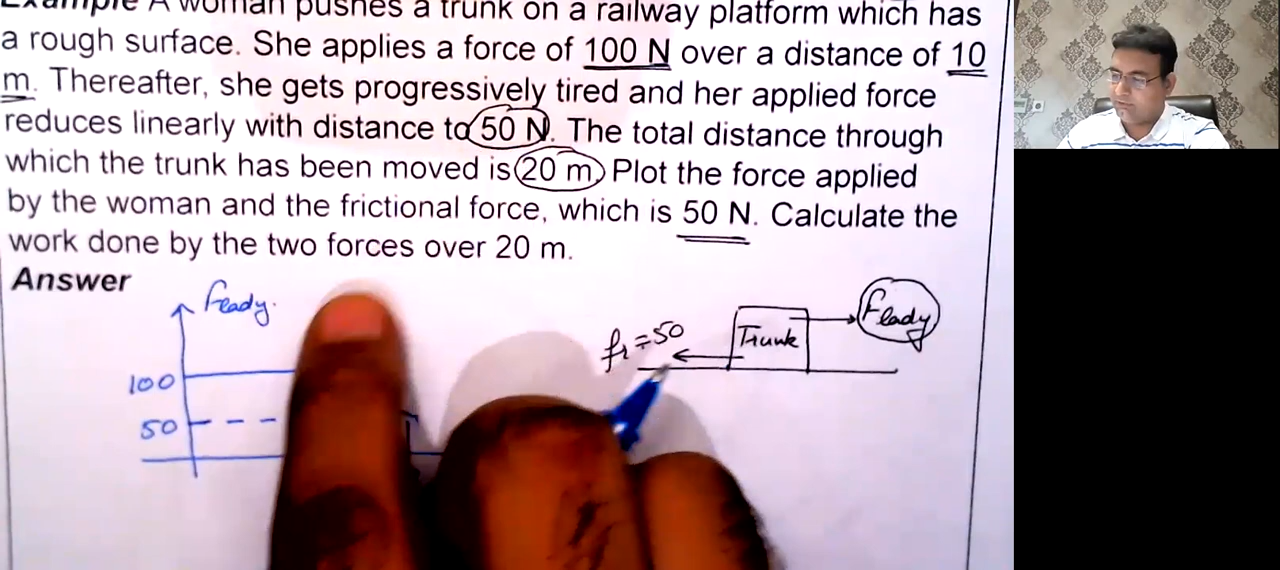 Example A woman pushes a trunk on a railway platform which has
a rough surface. She applies a force of 100 N over a distance of 10
m. Thereafter, she gets progressively tired and her applied force
reduces linearly with distance to 50 N. The total distance through
which the trunk has been moved is 20 m. Plot the force applied
by the woman and the frictional force, which is 50 N. Calculate the
work done by the two forces over 20 m.
Answer
Flady.
100
50
fr = 50
Trunk
Flady